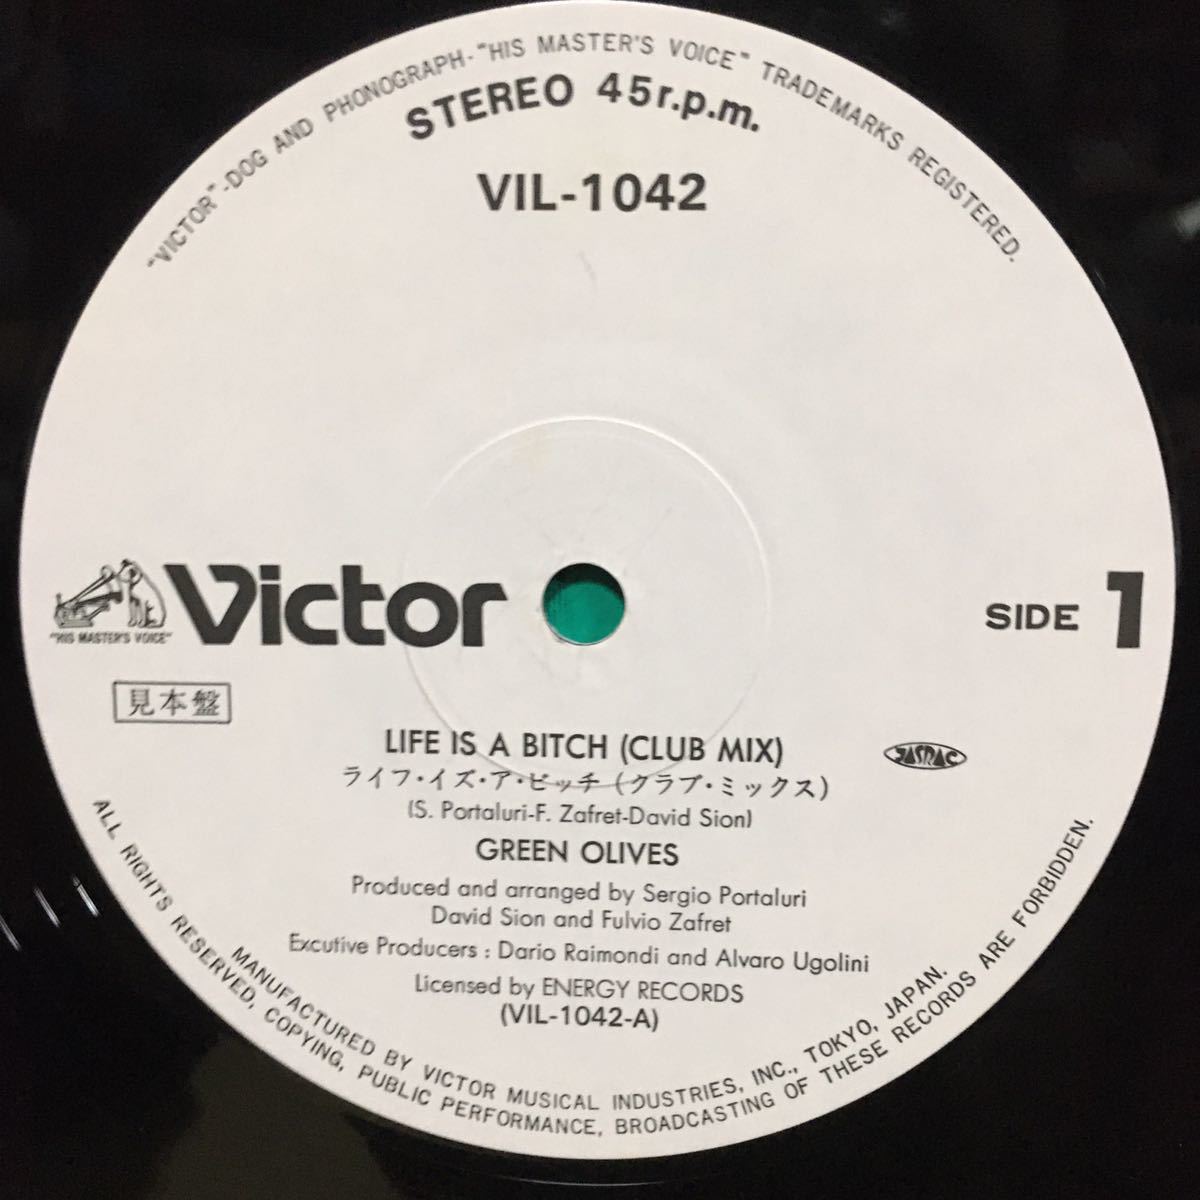 "VICTOR"-DOG AND PHONOGRAPH-"HIS MASTER'S VOICE" TRADEMARKS REGISTERED.
STEREO 45r.p.m.
VIL-1042
"HIS MASTER'S VOICE"
Victor
SIDE 1
見本盤
LIFE IS A BITCH (CLUB MIX)
JASRAC
ライフ・イズ・ア・ビッチ（クラブ・ミックス）
(S. Portaluri-F. Zafret-David Sion)
GREEN OLIVES
Produced and arranged by Sergio Portaluri
David Sion and Fulvio Zafret
Excutive Producers : Dario Raimondi and Alvaro Ugolini
Licensed by ENERGY RECORDS
(VIL-1042-A)
MANUFACTURED BY VICTOR MUSICAL INDUSTRIES, INC., TOKYO, JAPAN.
ALL RIGHTS RESERVED, COPYING, PUBLIC PERFORMANCE, BROADCASTING OF THESE RECORDS ARE FORBIDDEN.